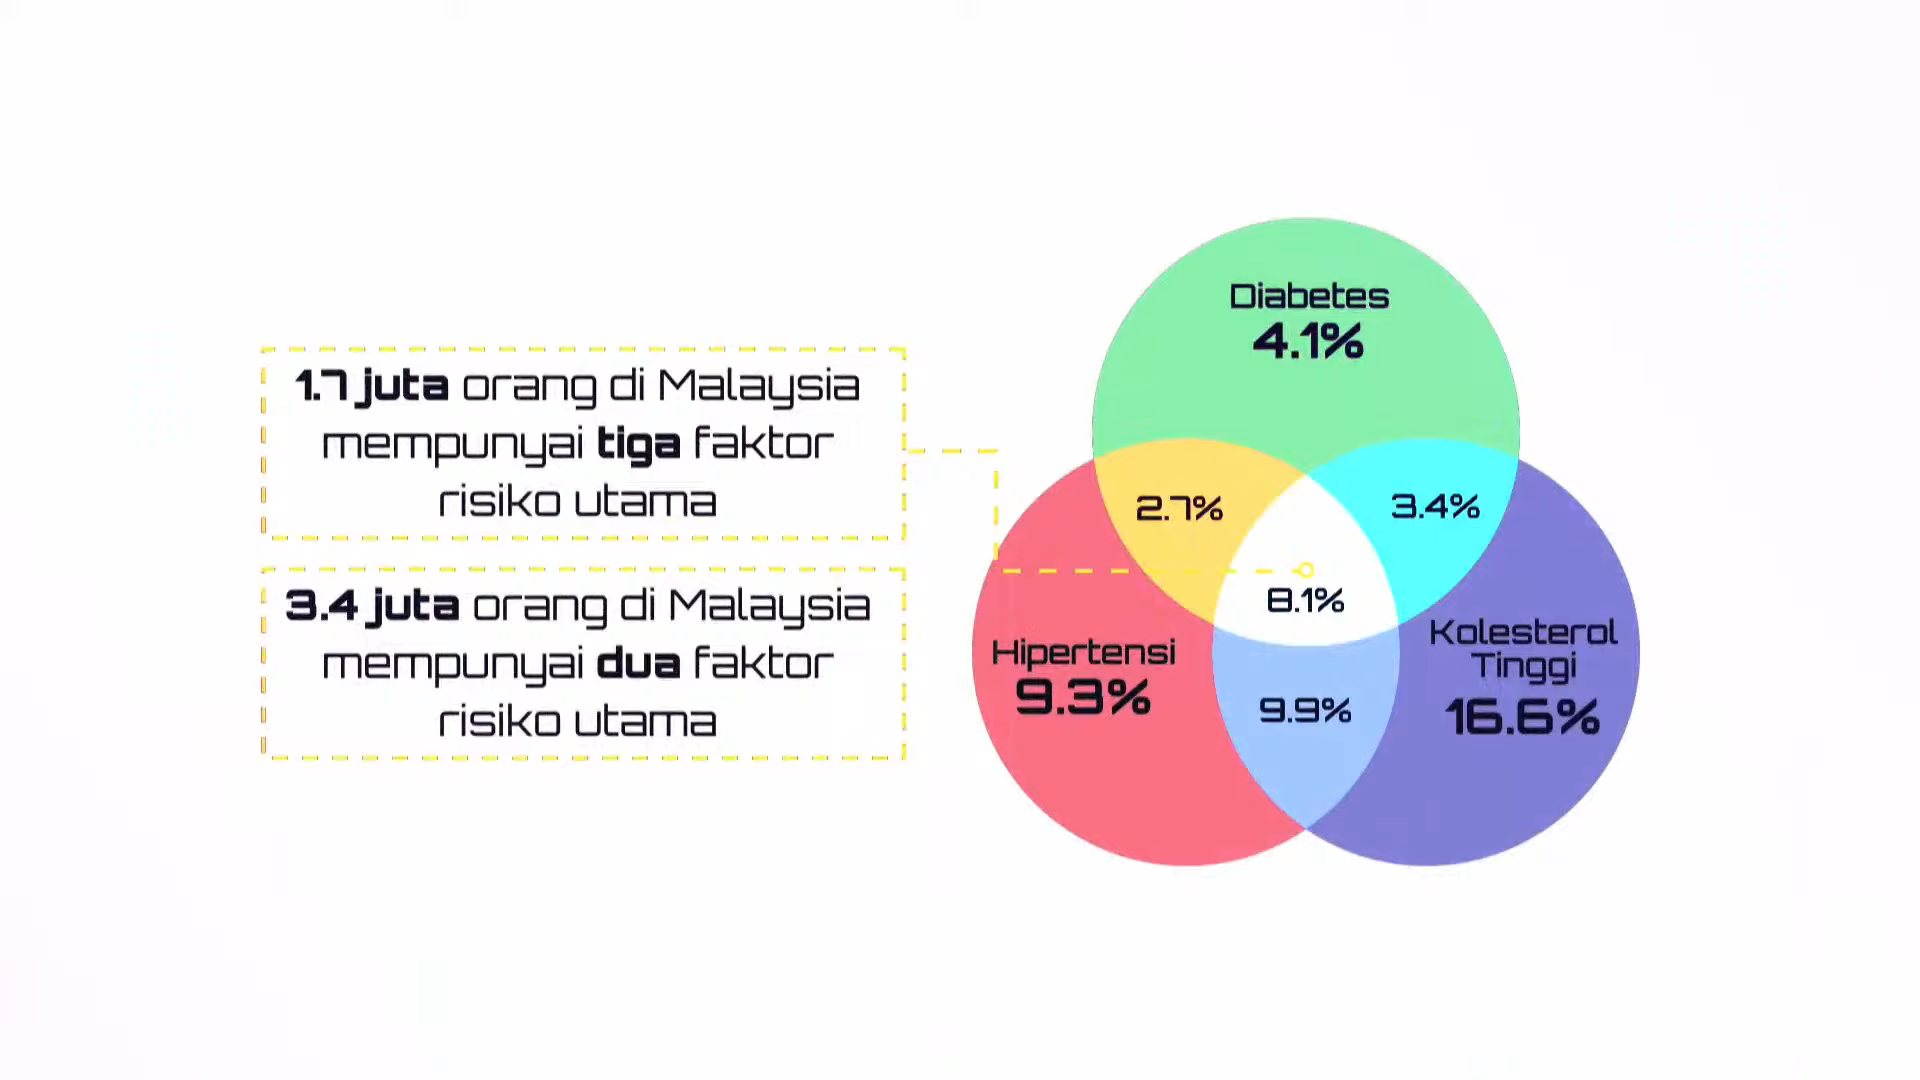 1.7 juta orang di Malaysia
mempunyai tiga faktor
risiko utama
3.4 juta orang di Malaysia
mempunyai dua faktor
risiko utama
Diabetes
4.1%
2.7%
3.4%
8.1%
Hipertensi
9.3%
9.9%
Kolesterol
Tinggi
16.6%